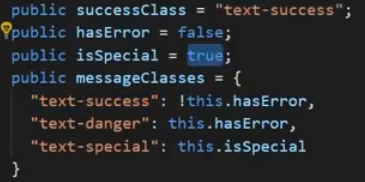 public successClass = "text-success";
public hasError = false;
public isSpecial = true;
public messageClasses = {
"text-success": !this.hasError,
"text-danger": this.hasError,
"text-special": this.isSpecial
}